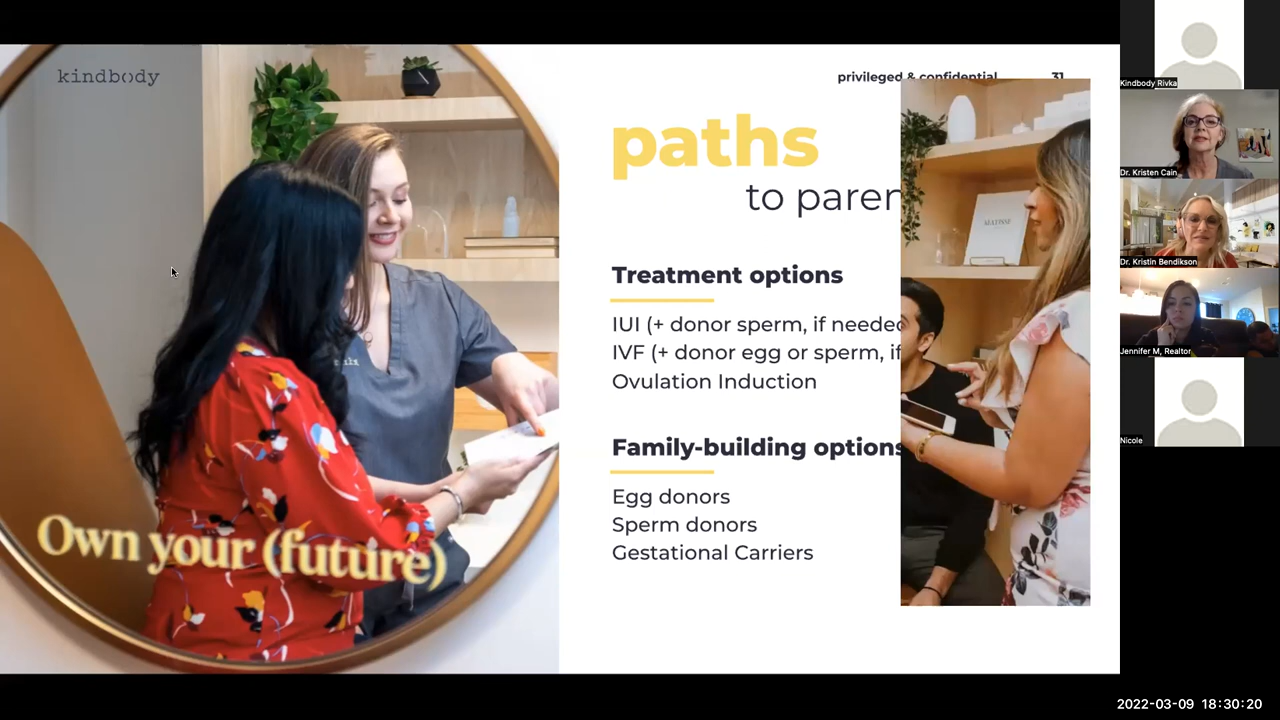 kindbody
privileged & confidential 31
paths
to paren
Treatment options
IUI (+ donor sperm, if needed
IVF (+ donor egg or sperm, if
Ovulation Induction
Family-building options
Egg donors
Sperm donors
Gestational Carriers
Own your (future)
Kindbody Rivka
Dr. Kristen Cain
Dr. Kristin Bendikson
Jennifer M, Realtor
Nicole
2022-03-09 18:30:20